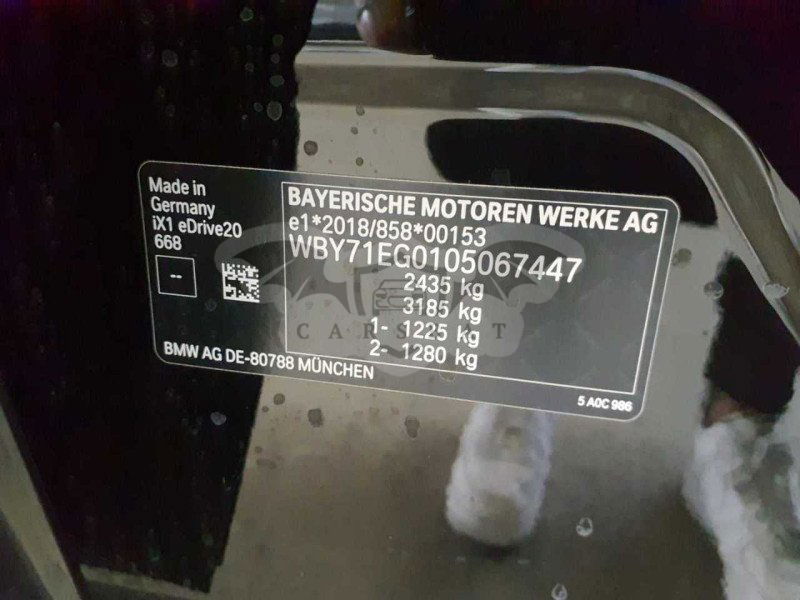 Made in
Germany
iX1 eDrive20
668
--
BAYERISCHE MOTOREN WERKE AG
e1*2018/858*00153
WBY71EG0105067447
2435 kg
3185 kg
1- 1225 kg
2- 1280 kg
BMW AG DE-80788 MÜNCHEN
5 A0C 986